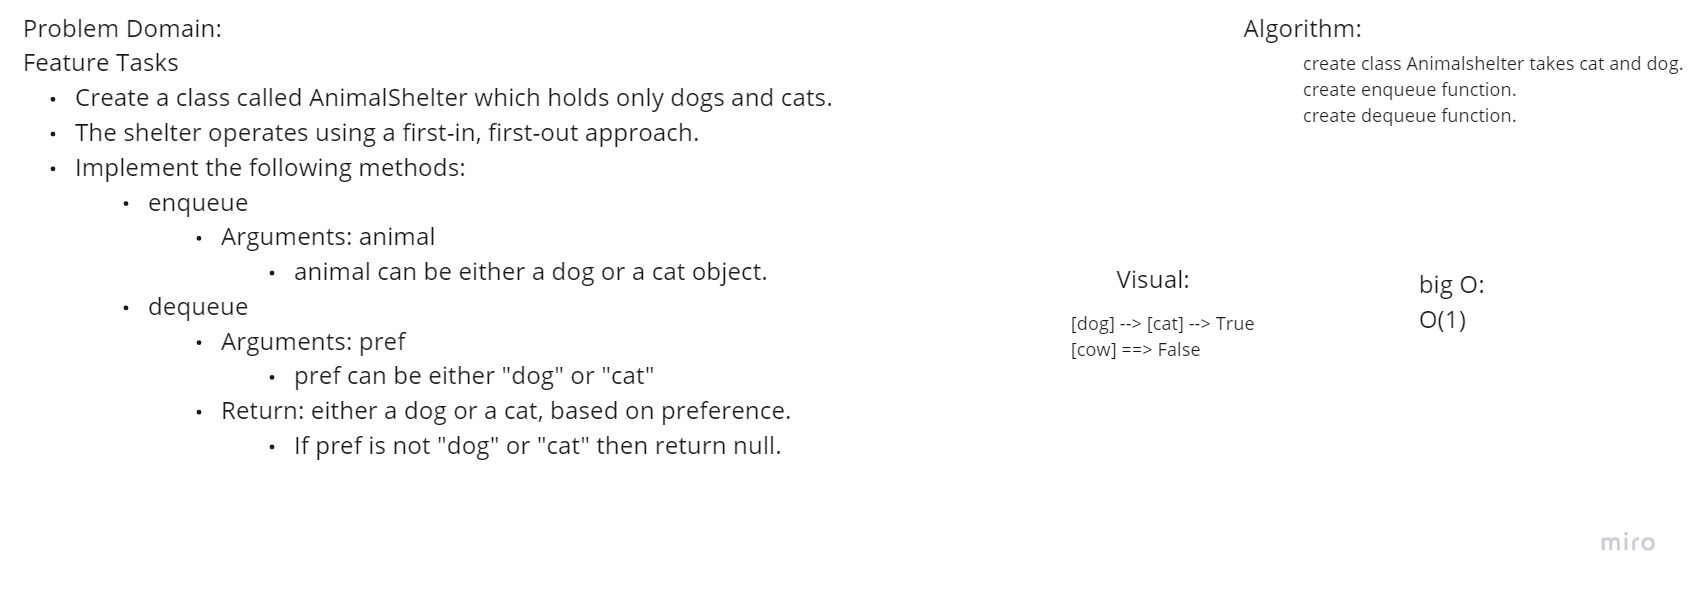 Problem Domain:
Feature Tasks
• Create a class called AnimalShelter which holds only dogs and cats.
• The shelter operates using a first-in, first-out approach.
• Implement the following methods:
• enqueue
• Arguments: animal
• animal can be either a dog or a cat object.
• dequeue
• Arguments: pref
• pref can be either "dog" or "cat"
• Return: either a dog or a cat, based on preference.
• If pref is not "dog" or "cat" then return null.
Algorithm:
create class Animalshelter takes cat and dog.
create enqueue function.
create dequeue function.
Visual:
[dog] --> [cat] --> True
[cow] ==> False
big O:
O(1)
miro